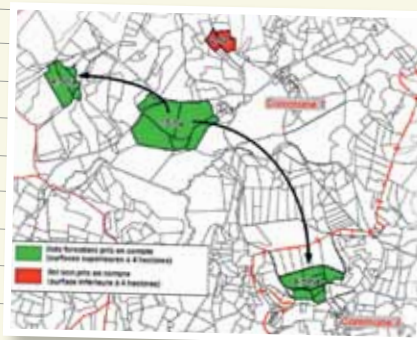 Commune 1
Ilots forestiers pris en compte
(surfaces supérieures à 4 hectares)
Ilot non pris en compte
(surface inférieure à 4 hectares)
Commune 2